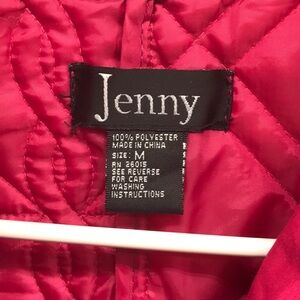 Jenny
100% POLYESTER
MADE IN CHINA
SIZE: M
RN 26015
SEE REVERSE
FOR CARE
WASHING
INSTRUCTIONS